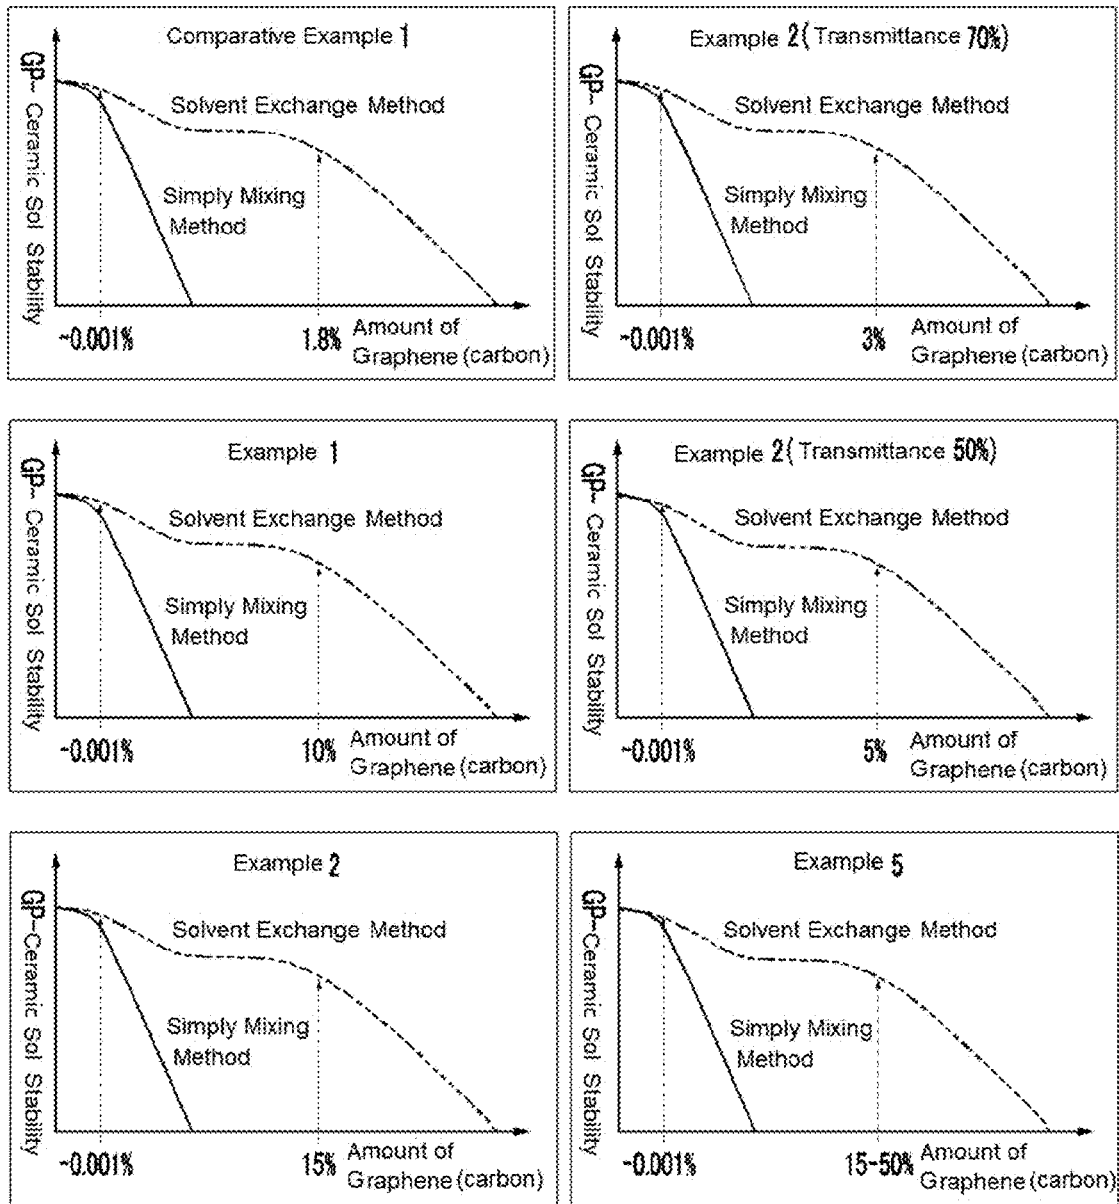 Comparative Example 1
GP- Ceramic Sol Stability
Solvent Exchange Method
Simply Mixing
Method
~0.001%
1.8%
Amount of
Graphene (carbon)
Example 2 (Transmittance 70%)
GP- Ceramic Sol Stability
Solvent Exchange Method
Simply Mixing
Method
~0.001%
3%
Amount of
Graphene (carbon)
Example 1
GP- Ceramic Sol Stability
Solvent Exchange Method
Simply Mixing
Method
~0.001%
10%
Amount of
Graphene (carbon)
Example 2 (Transmittance 50%)
GP- Ceramic Sol Stability
Solvent Exchange Method
Simply Mixing
Method
~0.001%
5%
Amount of
Graphene (carbon)
Example 2
GP-Ceramic Sol Stability
Solvent Exchange Method
Simply Mixing
Method
~0.001%
15%
Amount of
Graphene (carbon)
Example 5
GP-Ceramic Sol Stability
Solvent Exchange Method
Simply Mixing
Method
~0.001%
15-50%
Amount of
Graphene (carbon)